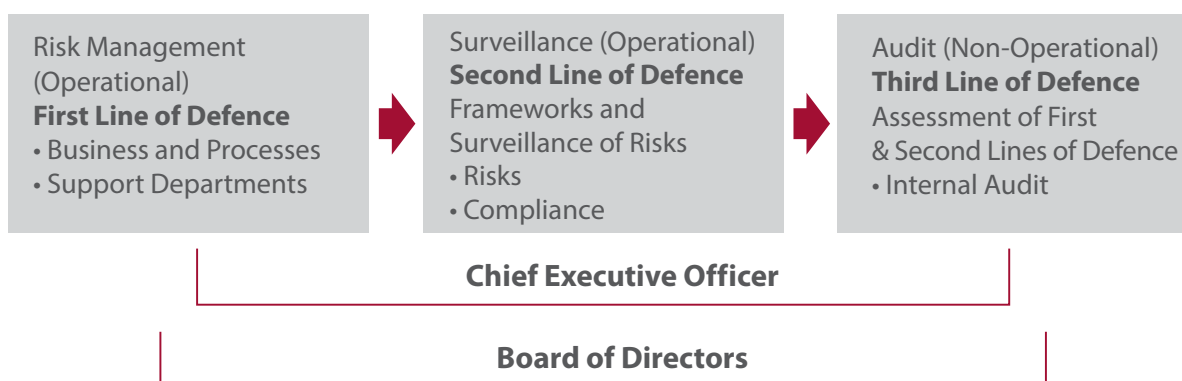 Risk Management
(Operational)
First Line of Defence
• Business and Processes
• Support Departments
Surveillance (Operational)
Second Line of Defence
Frameworks and
Surveillance of Risks
• Risks
• Compliance
Audit (Non-Operational)
Third Line of Defence
Assessment of First
& Second Lines of Defence
• Internal Audit
Chief Executive Officer
Board of Directors